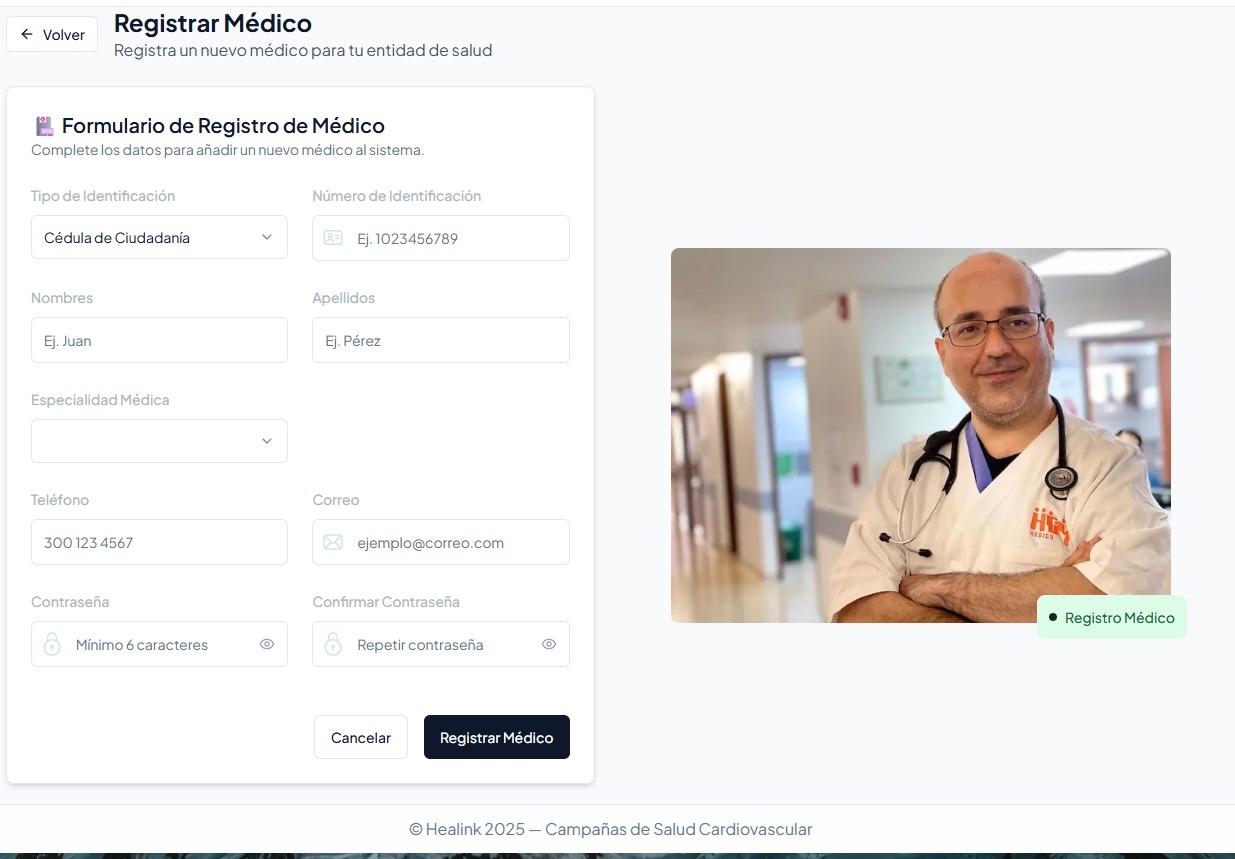 Volver
Registrar Médico
Registra un nuevo médico para tu entidad de salud
Formulario de Registro de Médico
Complete los datos para añadir un nuevo médico al sistema.
Tipo de Identificación
Número de Identificación
Cédula de Ciudadanía
Ej. 1023456789
Nombres
Apellidos
Ej. Juan
Ej. Pérez
Especialidad Médica
Teléfono
Correo
300 123 4567
ejemplo@correo.com
Contraseña
Confirmar Contraseña
Mínimo 6 caracteres
Repetir contraseña
Cancelar
Registrar Médico
Registro Médico
© Healink 2025 — Campañas de Salud Cardiovascular